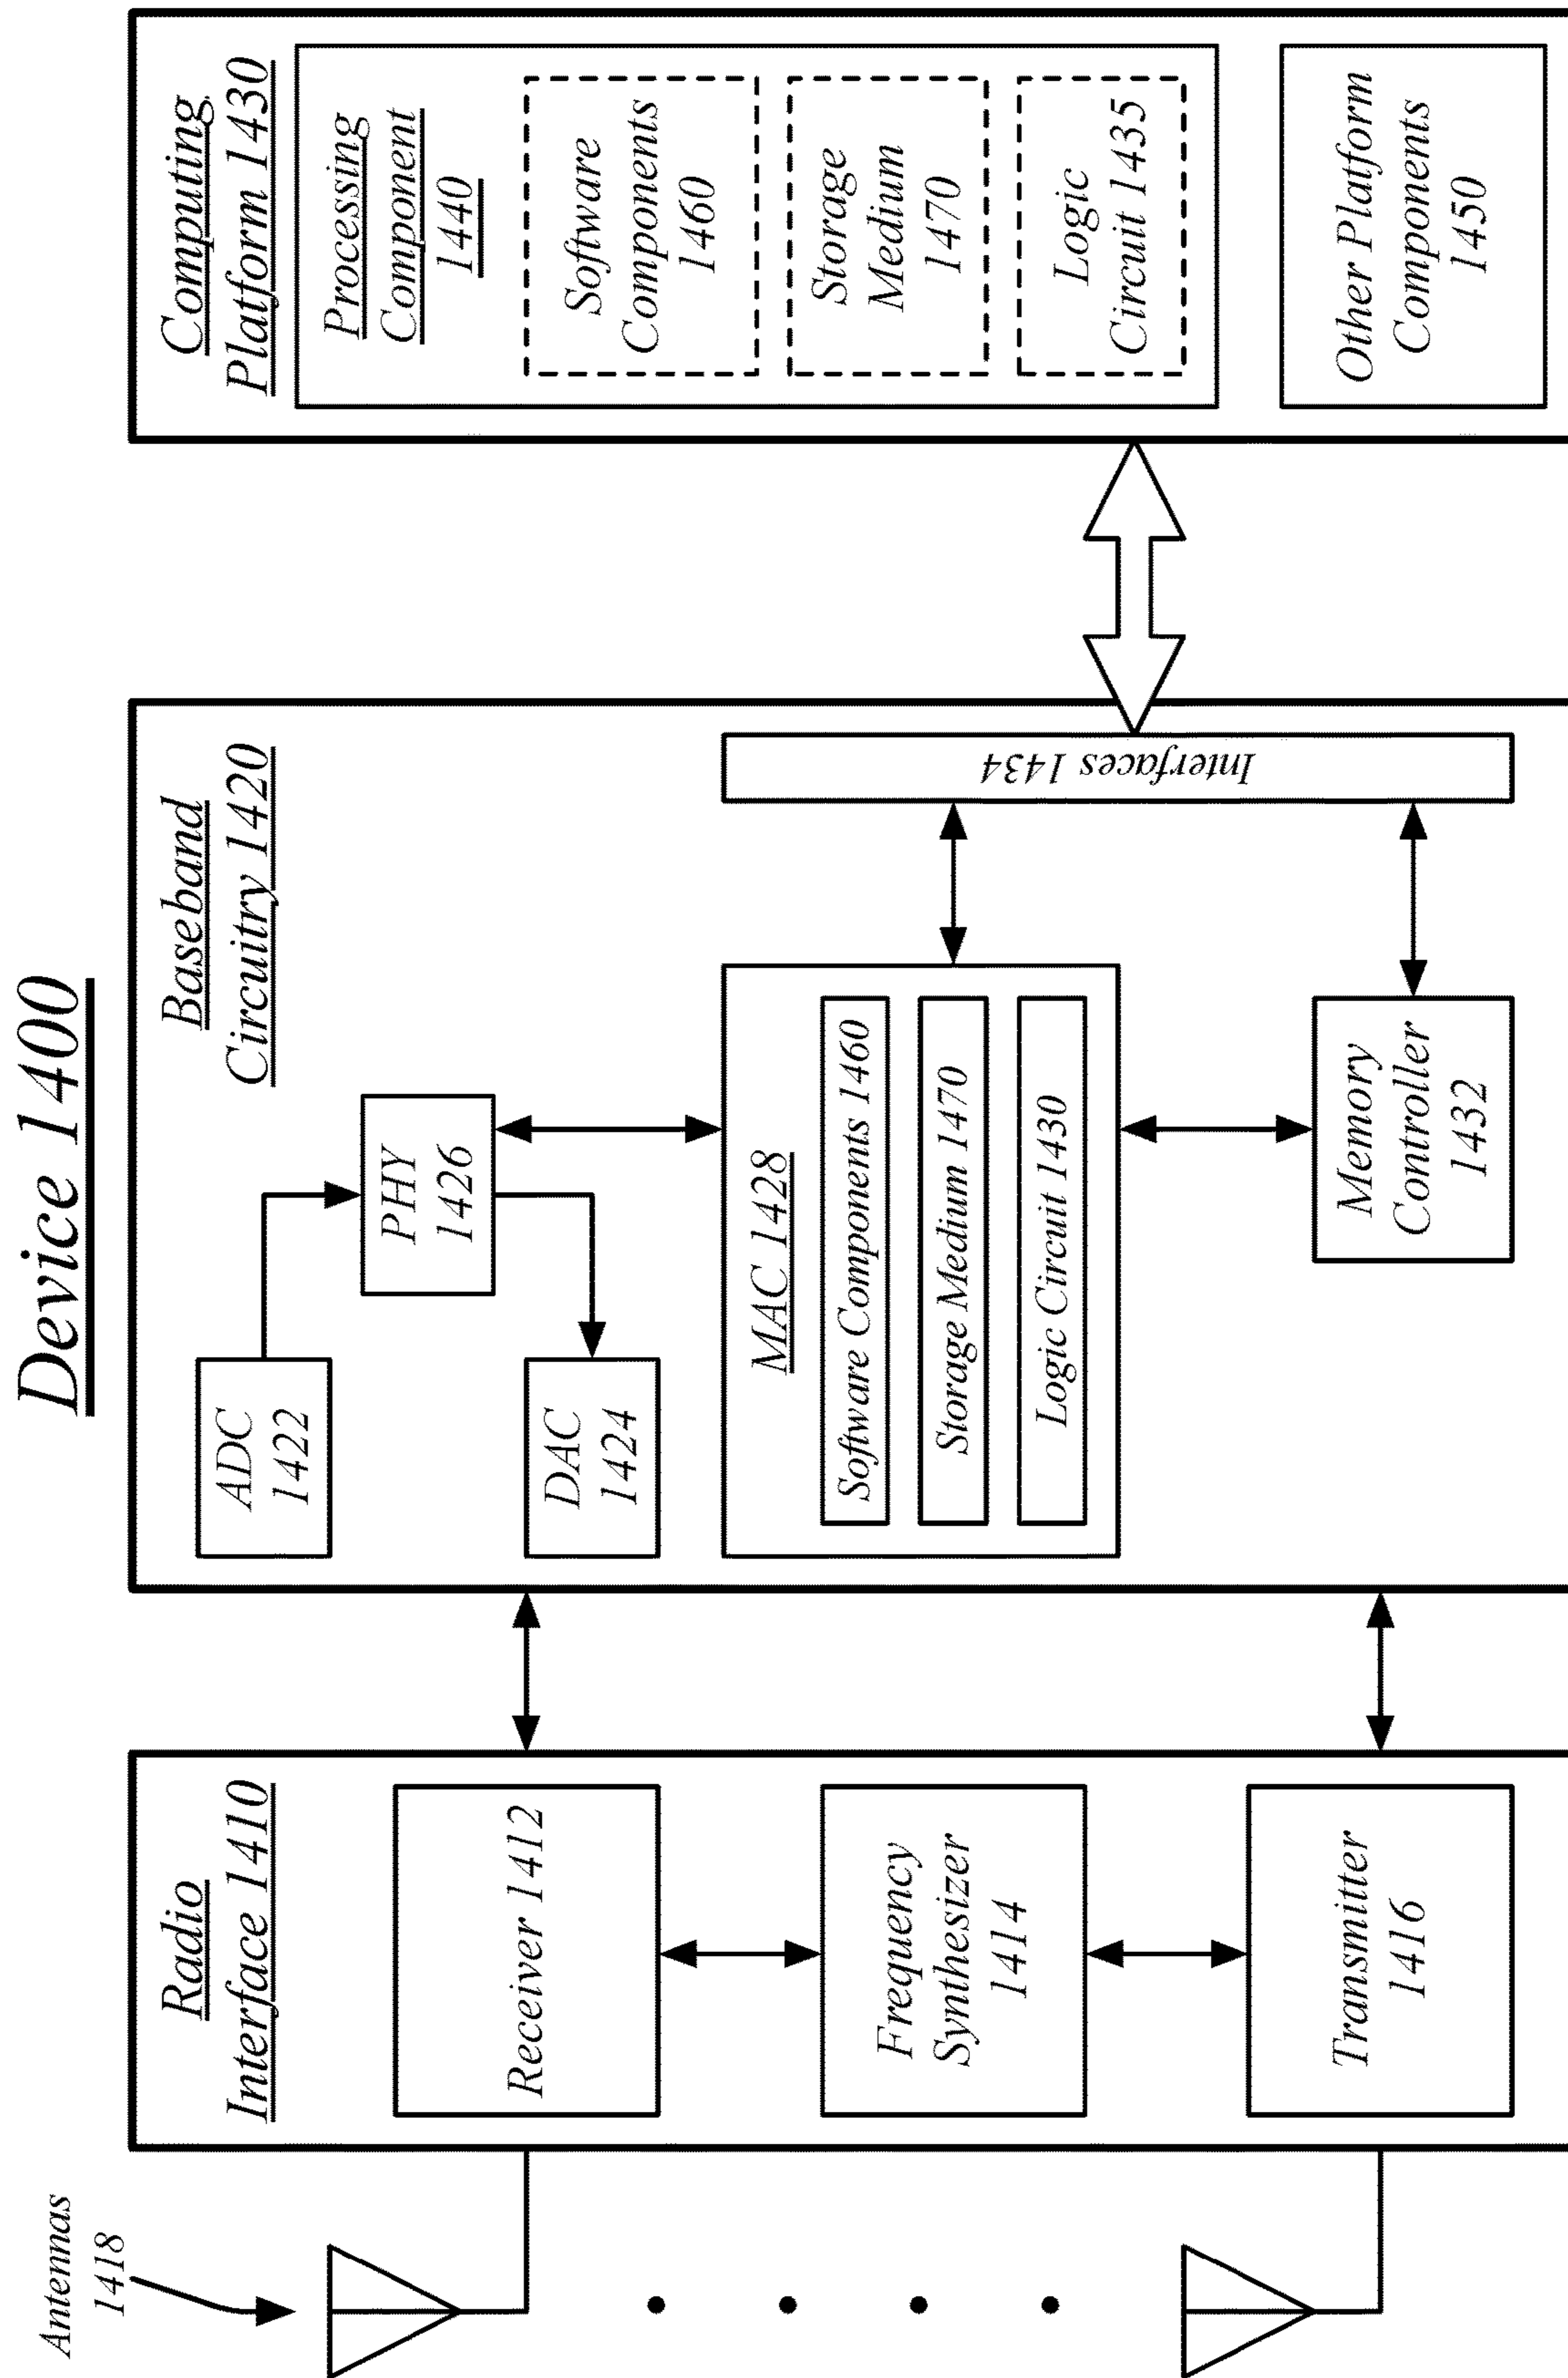 Device 1400
Antennas
1418
Radio
Interface 1410
Receiver 1412
Frequency
Synthesizer
1414
Transmitter
1416
Baseband
Circuitry 1420
ADC
1422
PHY
1426
DAC
1424
MAC 1428
Software Components 1460
Storage Medium 1470
Logic Circuit 1430
Memory
Controller
1432
Interfaces 1434
Computing
Platform 1430
Processing
Component
1440
Software
Components
1460
Storage
Medium
1470
Logic
Circuit 1435
Other Platform
Components
1450